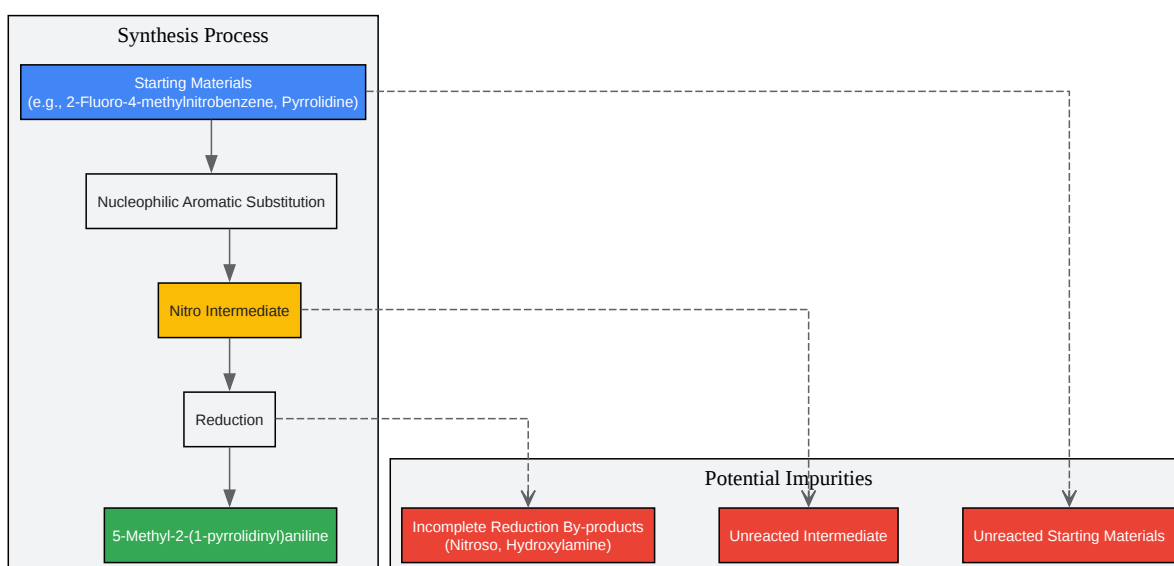 Synthesis Process
Starting Materials
(e.g., 2-Fluoro-4-methylnitrobenzene, Pyrrolidine)
Nucleophilic Aromatic Substitution
Nitro Intermediate
Reduction
5-Methyl-2-(1-pyrrolidinyl)aniline
Potential Impurities
Incomplete Reduction By-products
(Nitroso, Hydroxylamine)
Unreacted Intermediate
Unreacted Starting Materials